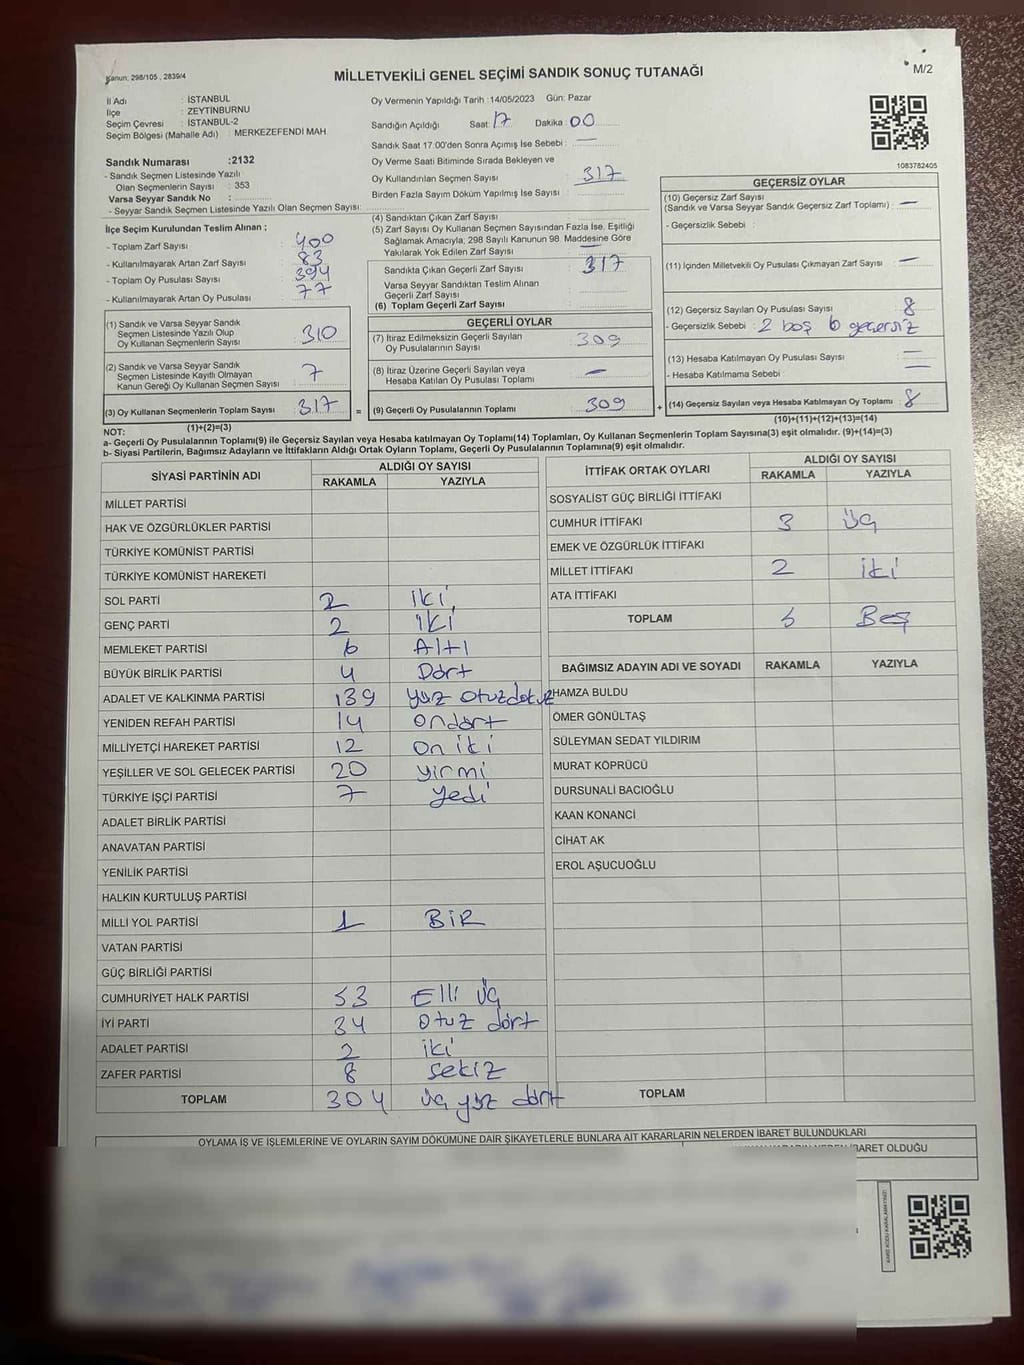 Kanun: 298/105 , 2839/4
MİLLETVEKİLİ GENEL SEÇİMİ SANDIK SONUÇ TUTANAĞI
M/2
İl Adı : İSTANBUL
İlçe : ZEYTİNBURNU
Seçim Çevresi : İSTANBUL-2
Seçim Bölgesi (Mahalle Adı) : MERKEZEFENDİ MAH.
Sandık Numarası :2132
- Sandık Seçmen Listesinde Yazılı
Olan Seçmenlerin Sayısı : 353
Varsa Seyyar Sandık No :
- Seyyar Sandık Seçmen Listesinde Yazılı Olan Seçmen Sayısı:
Oy Vermenin Yapıldığı Tarih :14/05/2023 Gün: Pazar
Sandığın Açıldığı Saat :17 Dakika :00
Sandık Saat 17:00'den Sonra Açımış İse Sebebi : —
Oy Verme Saati Bitiminde Sırada Bekleyen ve
Oy Kullandırılan Seçmen Sayısı : 317
Birden Fazla Sayım Döküm Yapılmış İse Sayısı :
1083782405
İlçe Seçim Kurulundan Teslim Alınan ;
- Toplam Zarf Sayısı : 400
- Kullanılmayarak Artan Zarf Sayısı : 83
- Toplam Oy Pusulası Sayısı : 394
- Kullanılmayarak Artan Oy Pusulası : 77
(4) Sandıktan Çıkan Zarf Sayısı :
(5) Zarf Sayısı Oy Kullanan Seçmen Sayısından Fazla İse, Eşitliği
Sağlamak Amacıyla, 298 Sayılı Kanunun 98. Maddesine Göre
Yakılarak Yok Edilen Zarf Sayısı : —
Sandıkta Çıkan Geçerli Zarf Sayısı : 317
Varsa Seyyar Sandıktan Teslim Alınan
Geçerli Zarf Sayısı :
(6) Toplam Geçerli Zarf Sayısı :
GEÇERSİZ OYLAR
(10) Geçersiz Zarf Sayısı
(Sandık ve Varsa Seyyar Sandık Geçersiz Zarf Toplamı) : —
- Geçersizlik Sebebi :
(11) İçinden Milletvekili Oy Pusulası Çıkmayan Zarf Sayısı : —
(12) Geçersiz Sayılan Oy Pusulası Sayısı : 8
- Geçersizlik Sebebi : 2 boş 6 geçersiz
(13) Hesaba Katılmayan Oy Pusulası Sayısı : —
- Hesaba Katılmama Sebebi : —
(14) Geçersiz Sayılan veya Hesaba Katılmayan Oy Toplamı : 8
(10)+(11)+(12)+(13)=(14)
(1) Sandık ve Varsa Seyyar Sandık
Seçmen Listesinde Yazılı Olup
Oy Kullanan Seçmenlerin Sayısı : 310
(2) Sandık ve Varsa Seyyar Sandık
Seçmen Listesinde Kayıtlı Olmayan
Kanun Gereği Oy Kullanan Seçmen Sayısı : 7
(3) Oy Kullanan Seçmenlerin Toplam Sayısı : 317
(1)+(2)=(3)
=
GEÇERLİ OYLAR
(7) İtiraz Edilmeksizin Geçerli Sayılan
Oy Pusulalarının Sayısı : 309
(8) İtiraz Üzerine Geçerli Sayılan veya
Hesaba Katılan Oy Pusulası Toplamı : —
(9) Geçerli Oy Pusulalarının Toplamı : 309
+
NOT:
a- Geçerli Oy Pusulalarının Toplamı(9) ile Geçersiz Sayılan veya Hesaba katılmayan Oy Toplamı(14) Toplamları, Oy Kullanan Seçmenlerin Toplam Sayısına(3) eşit olmalıdır. (9)+(14)=(3)
b- Siyasi Partilerin, Bağımsız Adayların ve İttifakların Aldığı Ortak Oyların Toplamı, Geçerli Oy Pusulalarının Toplamına(9) eşit olmalıdır.
SİYASİ PARTİNİN ADI ALDIĞI OY SAYISI
RAKAMLA YAZIYLA
MİLLET PARTİSİ
HAK VE ÖZGÜRLÜKLER PARTİSİ
TÜRKİYE KOMÜNİST PARTİSİ
TÜRKİYE KOMÜNİST HAREKETİ
SOL PARTİ 2 iki
GENÇ PARTİ 2 iki
MEMLEKET PARTİSİ 6 Altı
BÜYÜK BİRLİK PARTİSİ 4 Dört
ADALET VE KALKINMA PARTİSİ 139 yüz otuzdokuz
YENİDEN REFAH PARTİSİ 14 ondört
MİLLİYETÇİ HAREKET PARTİSİ 12 On iki
YEŞİLLER VE SOL GELECEK PARTİSİ 20 yirmi
TÜRKİYE İŞÇİ PARTİSİ 7 yedi
ADALET BİRLİK PARTİSİ
ANAVATAN PARTİSİ
YENİLİK PARTİSİ
HALKIN KURTULUŞ PARTİSİ
MİLLİ YOL PARTİSİ 1 BİR
VATAN PARTİSİ
GÜÇ BİRLİĞİ PARTİSİ
CUMHURİYET HALK PARTİSİ 53 Elli üç
İYİ PARTİ 34 otuz dört
ADALET PARTİSİ 2 iki
ZAFER PARTİSİ 8 sekiz
TOPLAM 304 üç yüz dört
İTTİFAK ORTAK OYLARI ALDIĞI OY SAYISI
RAKAMLA YAZIYLA
SOSYALİST GÜÇ BİRLİĞİ İTTİFAKI
CUMHUR İTTİFAKI 3 üç
EMEK VE ÖZGÜRLÜK İTTİFAKI
MİLLET İTTİFAKI 2 iki
ATA İTTİFAKI
TOPLAM 5 Beş
BAĞIMSIZ ADAYIN ADI VE SOYADI RAKAMLA YAZIYLA
HAMZA BULDU
ÖMER GÖNÜLTAŞ
SÜLEYMAN SEDAT YILDIRIM
MURAT KÖPRÜCÜ
DURSUNALİ BACIOĞLU
KAAN KONANCİ
CİHAT AK
EROL AŞUCUOĞLU
TOPLAM
OYLAMA İŞ VE İŞLEMLERİNE VE OYLARIN SAYIM DÖKÜMÜNE DAİR ŞİKAYETLERLE BUNLARA AİT KARARLARIN NELERDEN İBARET BULUNDUKLARI
İBARET OLDUĞU